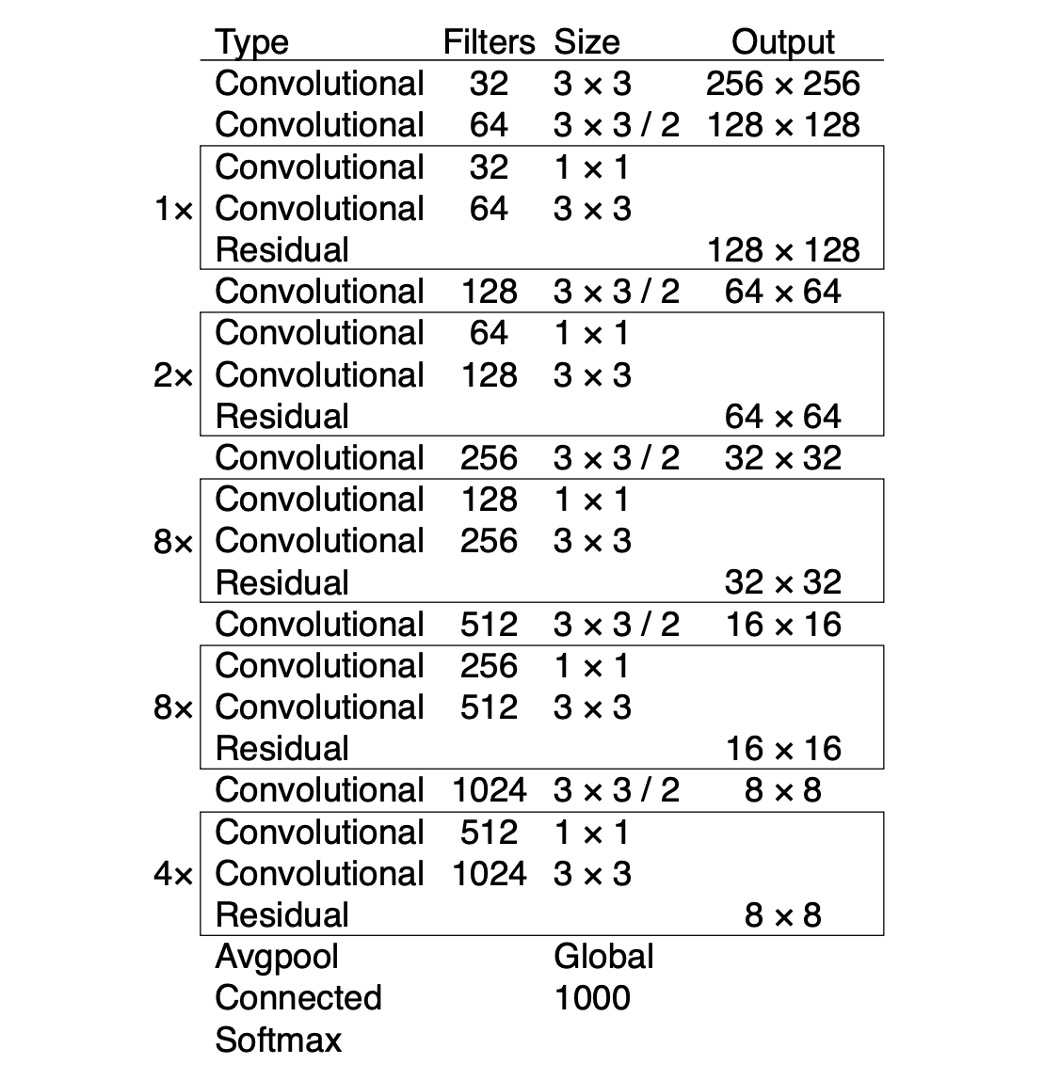 Type Filters Size Output
Convolutional 32 3 × 3 256 × 256
Convolutional 64 3 × 3 / 2 128 × 128
Convolutional 32 1 × 1
1× Convolutional 64 3 × 3
Residual 128 × 128
Convolutional 128 3 × 3 / 2 64 × 64
Convolutional 64 1 × 1
2× Convolutional 128 3 × 3
Residual 64 × 64
Convolutional 256 3 × 3 / 2 32 × 32
Convolutional 128 1 × 1
8× Convolutional 256 3 × 3
Residual 32 × 32
Convolutional 512 3 × 3 / 2 16 × 16
Convolutional 256 1 × 1
8× Convolutional 512 3 × 3
Residual 16 × 16
Convolutional 1024 3 × 3 / 2 8 × 8
Convolutional 512 1 × 1
4× Convolutional 1024 3 × 3
Residual 8 × 8
Avgpool Global
Connected 1000
Softmax